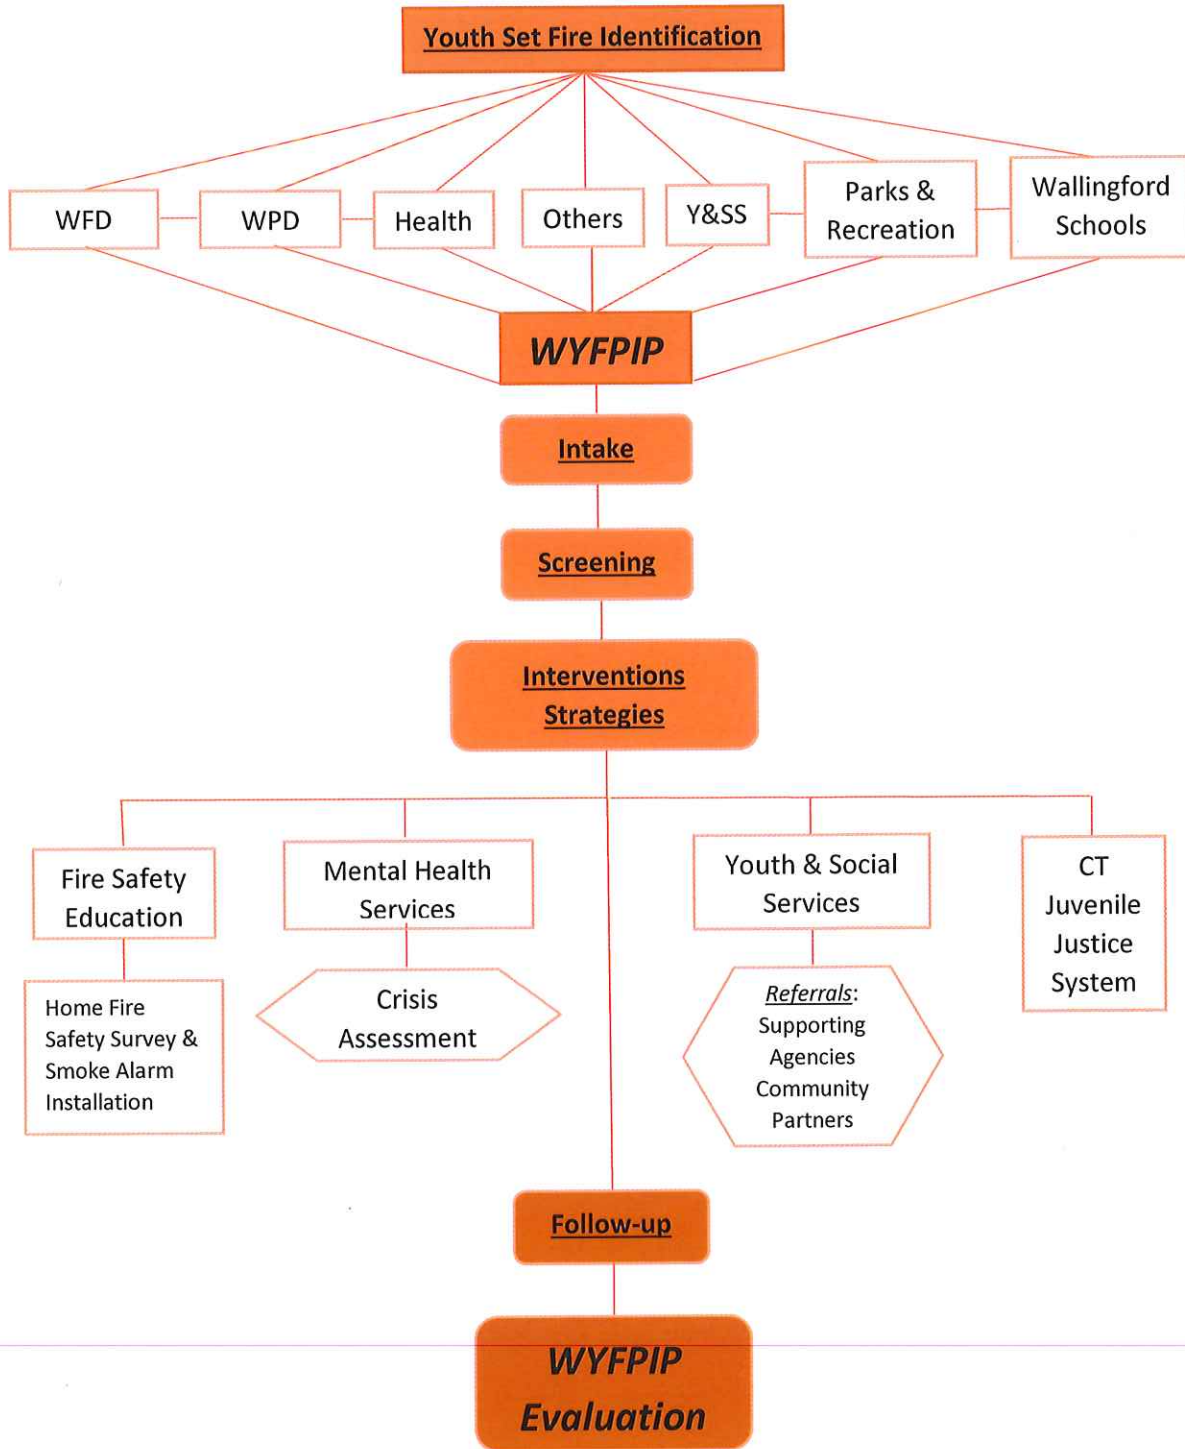 Youth Set Fire Identification
WFD
WPD
Health
Others
Y&SS
Parks &
Recreation
Wallingford
Schools
WYFPIP
Intake
Screening
Interventions
Strategies
Fire Safety
Education
Mental Health
Services
Youth & Social
Services
CT
Juvenile
Justice
System
Home Fire
Safety Survey &
Smoke Alarm
Installation
Crisis
Assessment
Referrals:
Supporting
Agencies
Community
Partners
Follow-up
WYFPIP
Evaluation